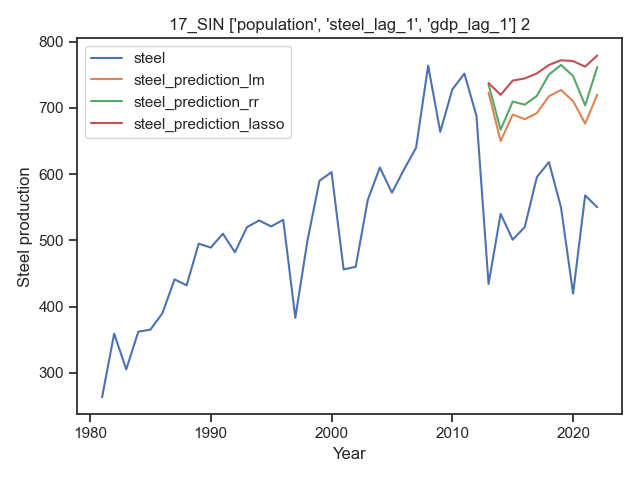 17_SIN ['population', 'steel_lag_1', 'gdp_lag_1'] 2
800
700
600
500
400
300
steel
steel_prediction_lm
steel_prediction_rr
steel_prediction_lasso
Steel production
1980
1990
2000
2010
2020
Year